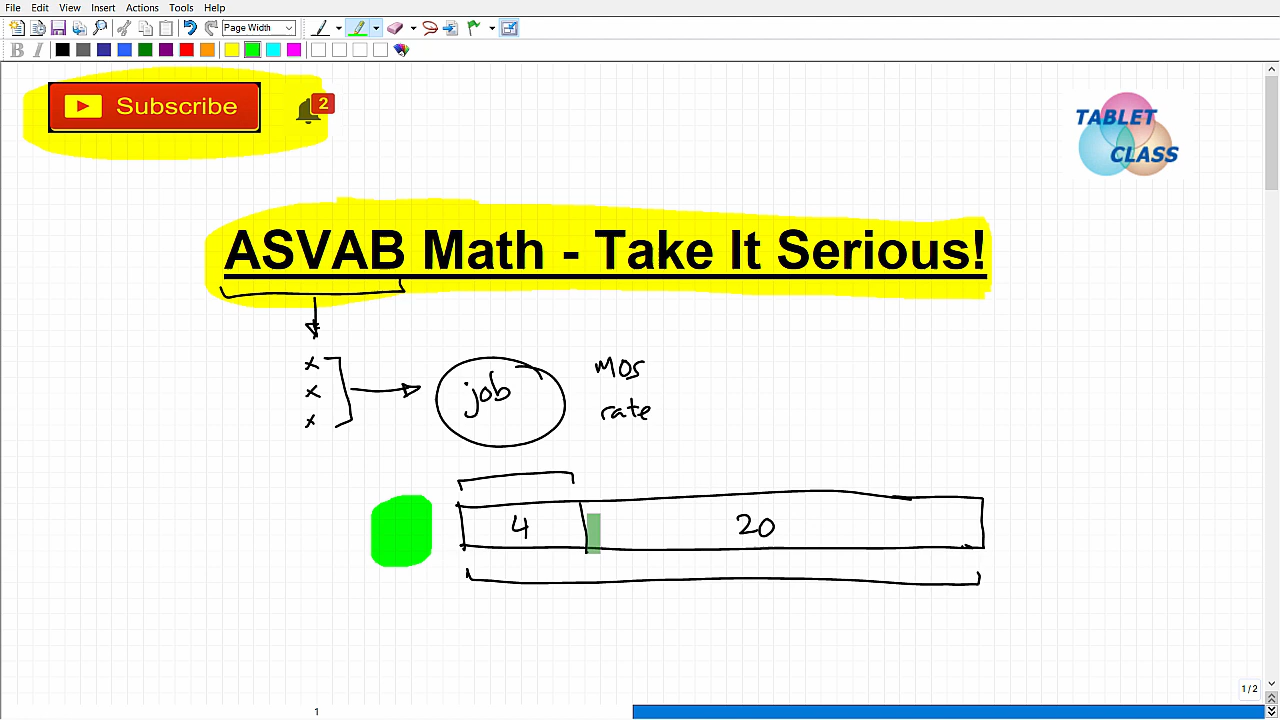 File Edit View Insert Actions Tools Help
Page Width
B I
Subscribe
2
TABLET
CLASS
ASVAB Math - Take It Serious!
x
x
x
job
MOS
rate
4 20
1/2
1